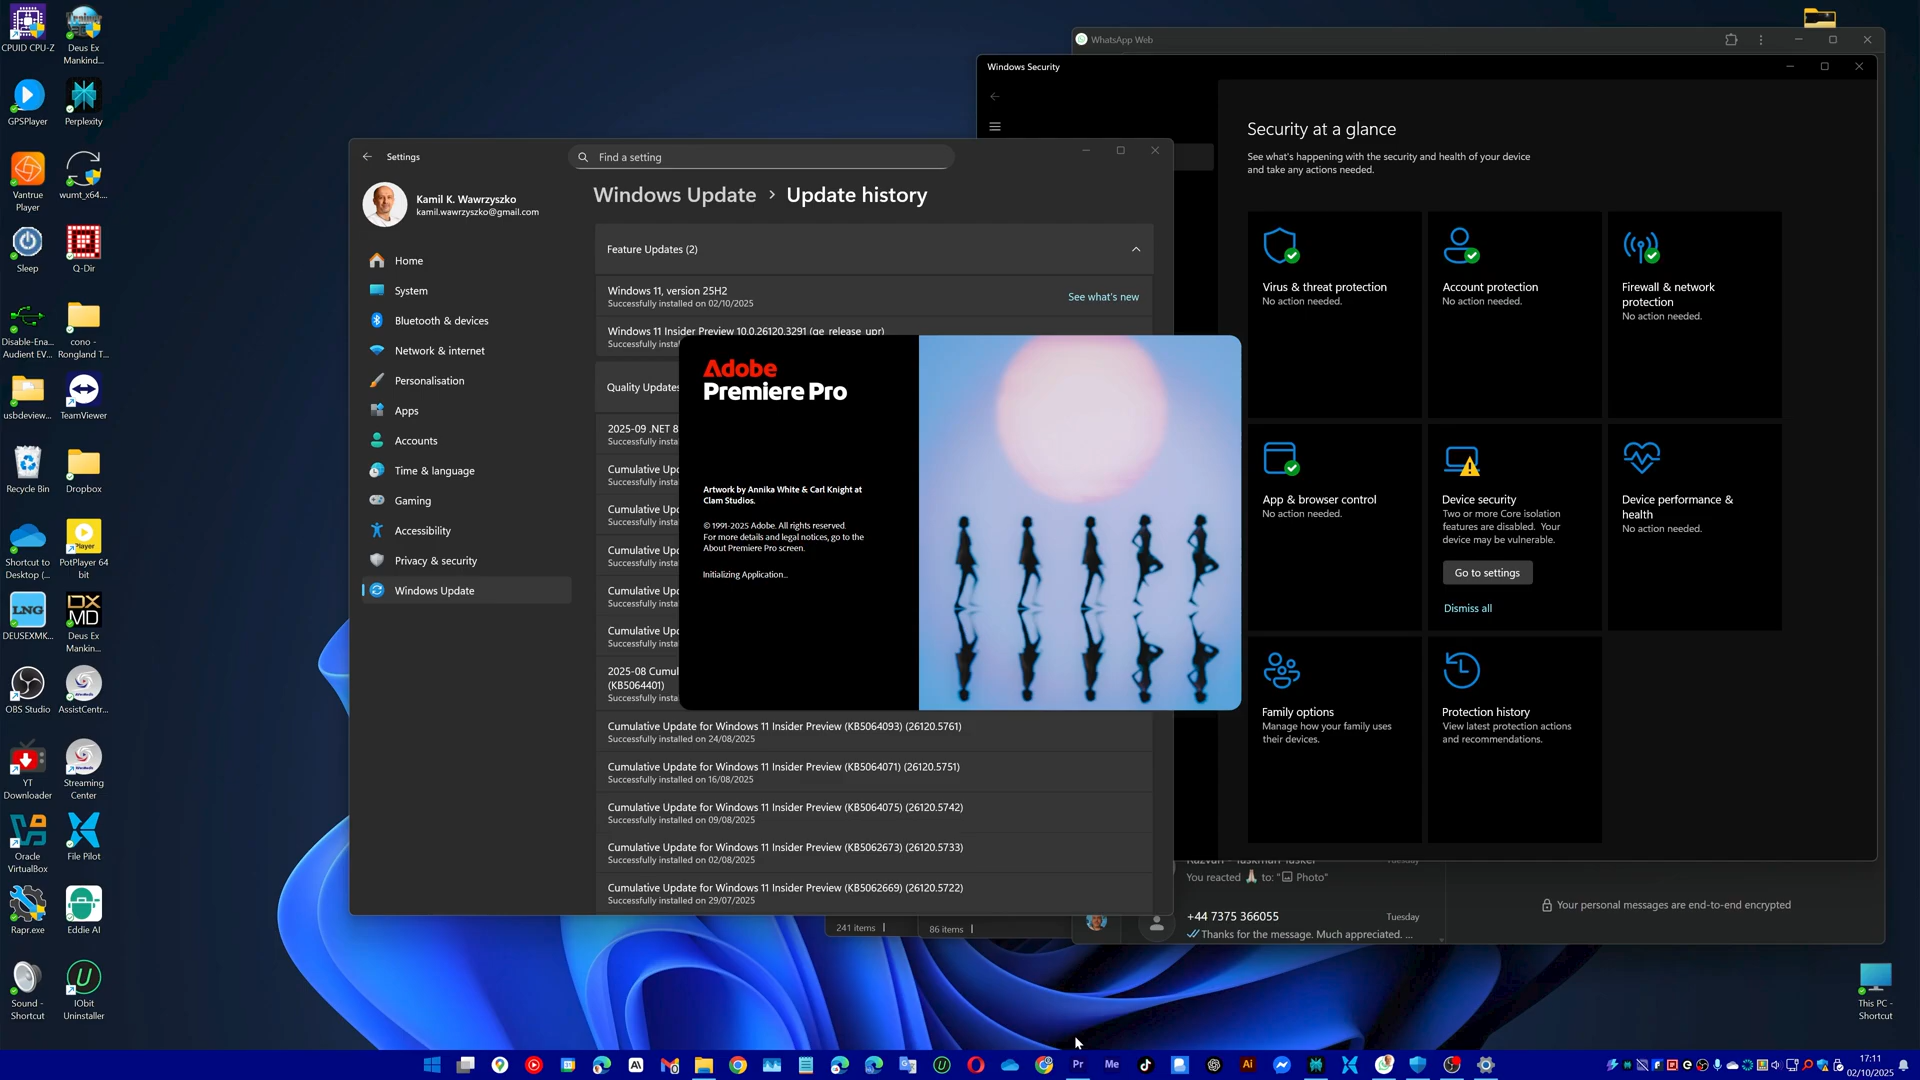 CPUID CPU-Z
Deus Ex
Mankind...
GPSPlayer
Perplexity
Vantrue
Player
wumt_x64....
Sleep
Q-Dir
Disable-Ena...
Audient EV...
cono -
Rongland T...
usbdeview...
TeamViewer
Recycle Bin
Dropbox
Shortcut to
Desktop (...
PotPlayer 64
bit
LNG
DX
MD
DEUSEXMK...
Deus Ex
Mankin...
OBS Studio
AssistCentr...
YT
Downloader
Streaming
Center
Oracle
VirtualBox
File Pilot
Rapr.exe
Eddie AI
Sound -
Shortcut
IObit
Uninstaller
This PC -
Shortcut
WhatsApp Web
Windows Security
Security at a glance
See what's happening with the security and health of your device
and take any actions needed.
Virus & threat protection
No action needed.
Account protection
No action needed.
Firewall & network
protection
No action needed.
App & browser control
No action needed.
Device security
Two or more Core isolation
features are disabled. Your
device may be vulnerable.
Go to settings
Dismiss all
Device performance &
health
No action needed.
Family options
Manage how your family uses
their devices.
Protection history
View latest protection actions
and recommendations.
Settings
Find a setting
Kamil K. Wawrzyszko
kamil.wawrzyszko@gmail.com
Home
System
Bluetooth & devices
Network & internet
Personalisation
Apps
Accounts
Time & language
Gaming
Accessibility
Privacy & security
Windows Update
Windows Update > Update history
Feature Updates (2)
Windows 11, version 25H2
Successfully installed on 02/10/2025
See what's new
Windows 11 Insider Preview 10.0.26120.3291 (ge_release_upr)
Quality Updates
2025-09 .NET 8
2025-08 Cumul
(KB5064401)
Cumulative Update for Windows 11 Insider Preview (KB5064093) (26120.5761)
Successfully installed on 24/08/2025
Cumulative Update for Windows 11 Insider Preview (KB5064071) (26120.5751)
Successfully installed on 16/08/2025
Cumulative Update for Windows 11 Insider Preview (KB5064075) (26120.5742)
Successfully installed on 09/08/2025
Cumulative Update for Windows 11 Insider Preview (KB5062673) (26120.5733)
Successfully installed on 02/08/2025
Cumulative Update for Windows 11 Insider Preview (KB5062669) (26120.5722)
Successfully installed on 29/07/2025
Adobe
Premiere Pro
Artwork by Annika White & Carl Knight at
Clam Studios.
© 1991-2025 Adobe. All rights reserved.
For more details and legal notices, go to the
About Premiere Pro screen.
Initializing Application...
241 items
86 items
Tuesday
You reacted 🙏 to: "Photo"
+44 7375 366055
Tuesday
Thanks for the message. Much appreciated. ...
Your personal messages are end-to-end encrypted
Pr
Me
Ai
17:11
02/10/2025